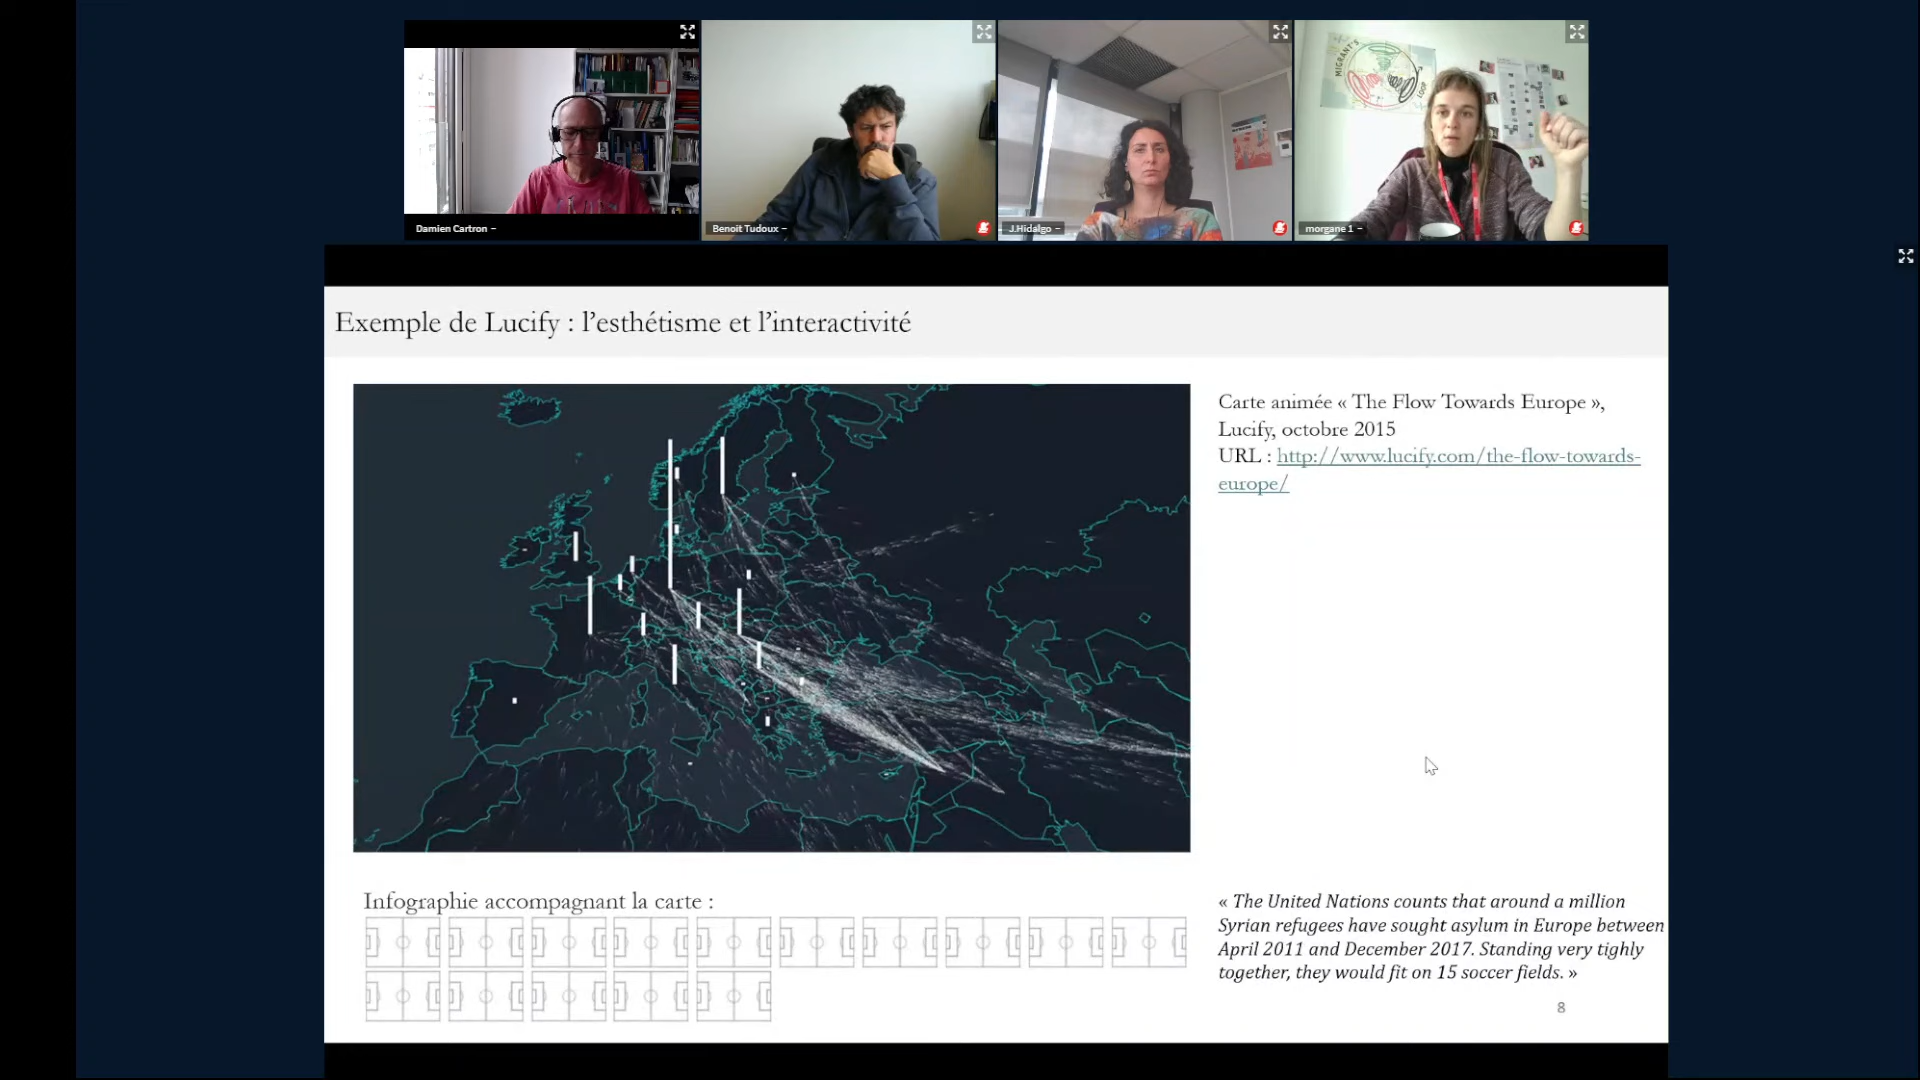 MIGRANT'S
LOOP
Damien Cartron
Benoit Tudoux
J.Hidalgo
morgane 1
Exemple de Lucify : l’esthétisme et l’interactivité
Carte animée « The Flow Towards Europe »,
Lucify, octobre 2015
URL : http://www.lucify.com/the-flow-towards-
europe/
Infographie accompagnant la carte :
« The United Nations counts that around a million
Syrian refugees have sought asylum in Europe between
April 2011 and December 2017. Standing very tighly
together, they would fit on 15 soccer fields. »
8